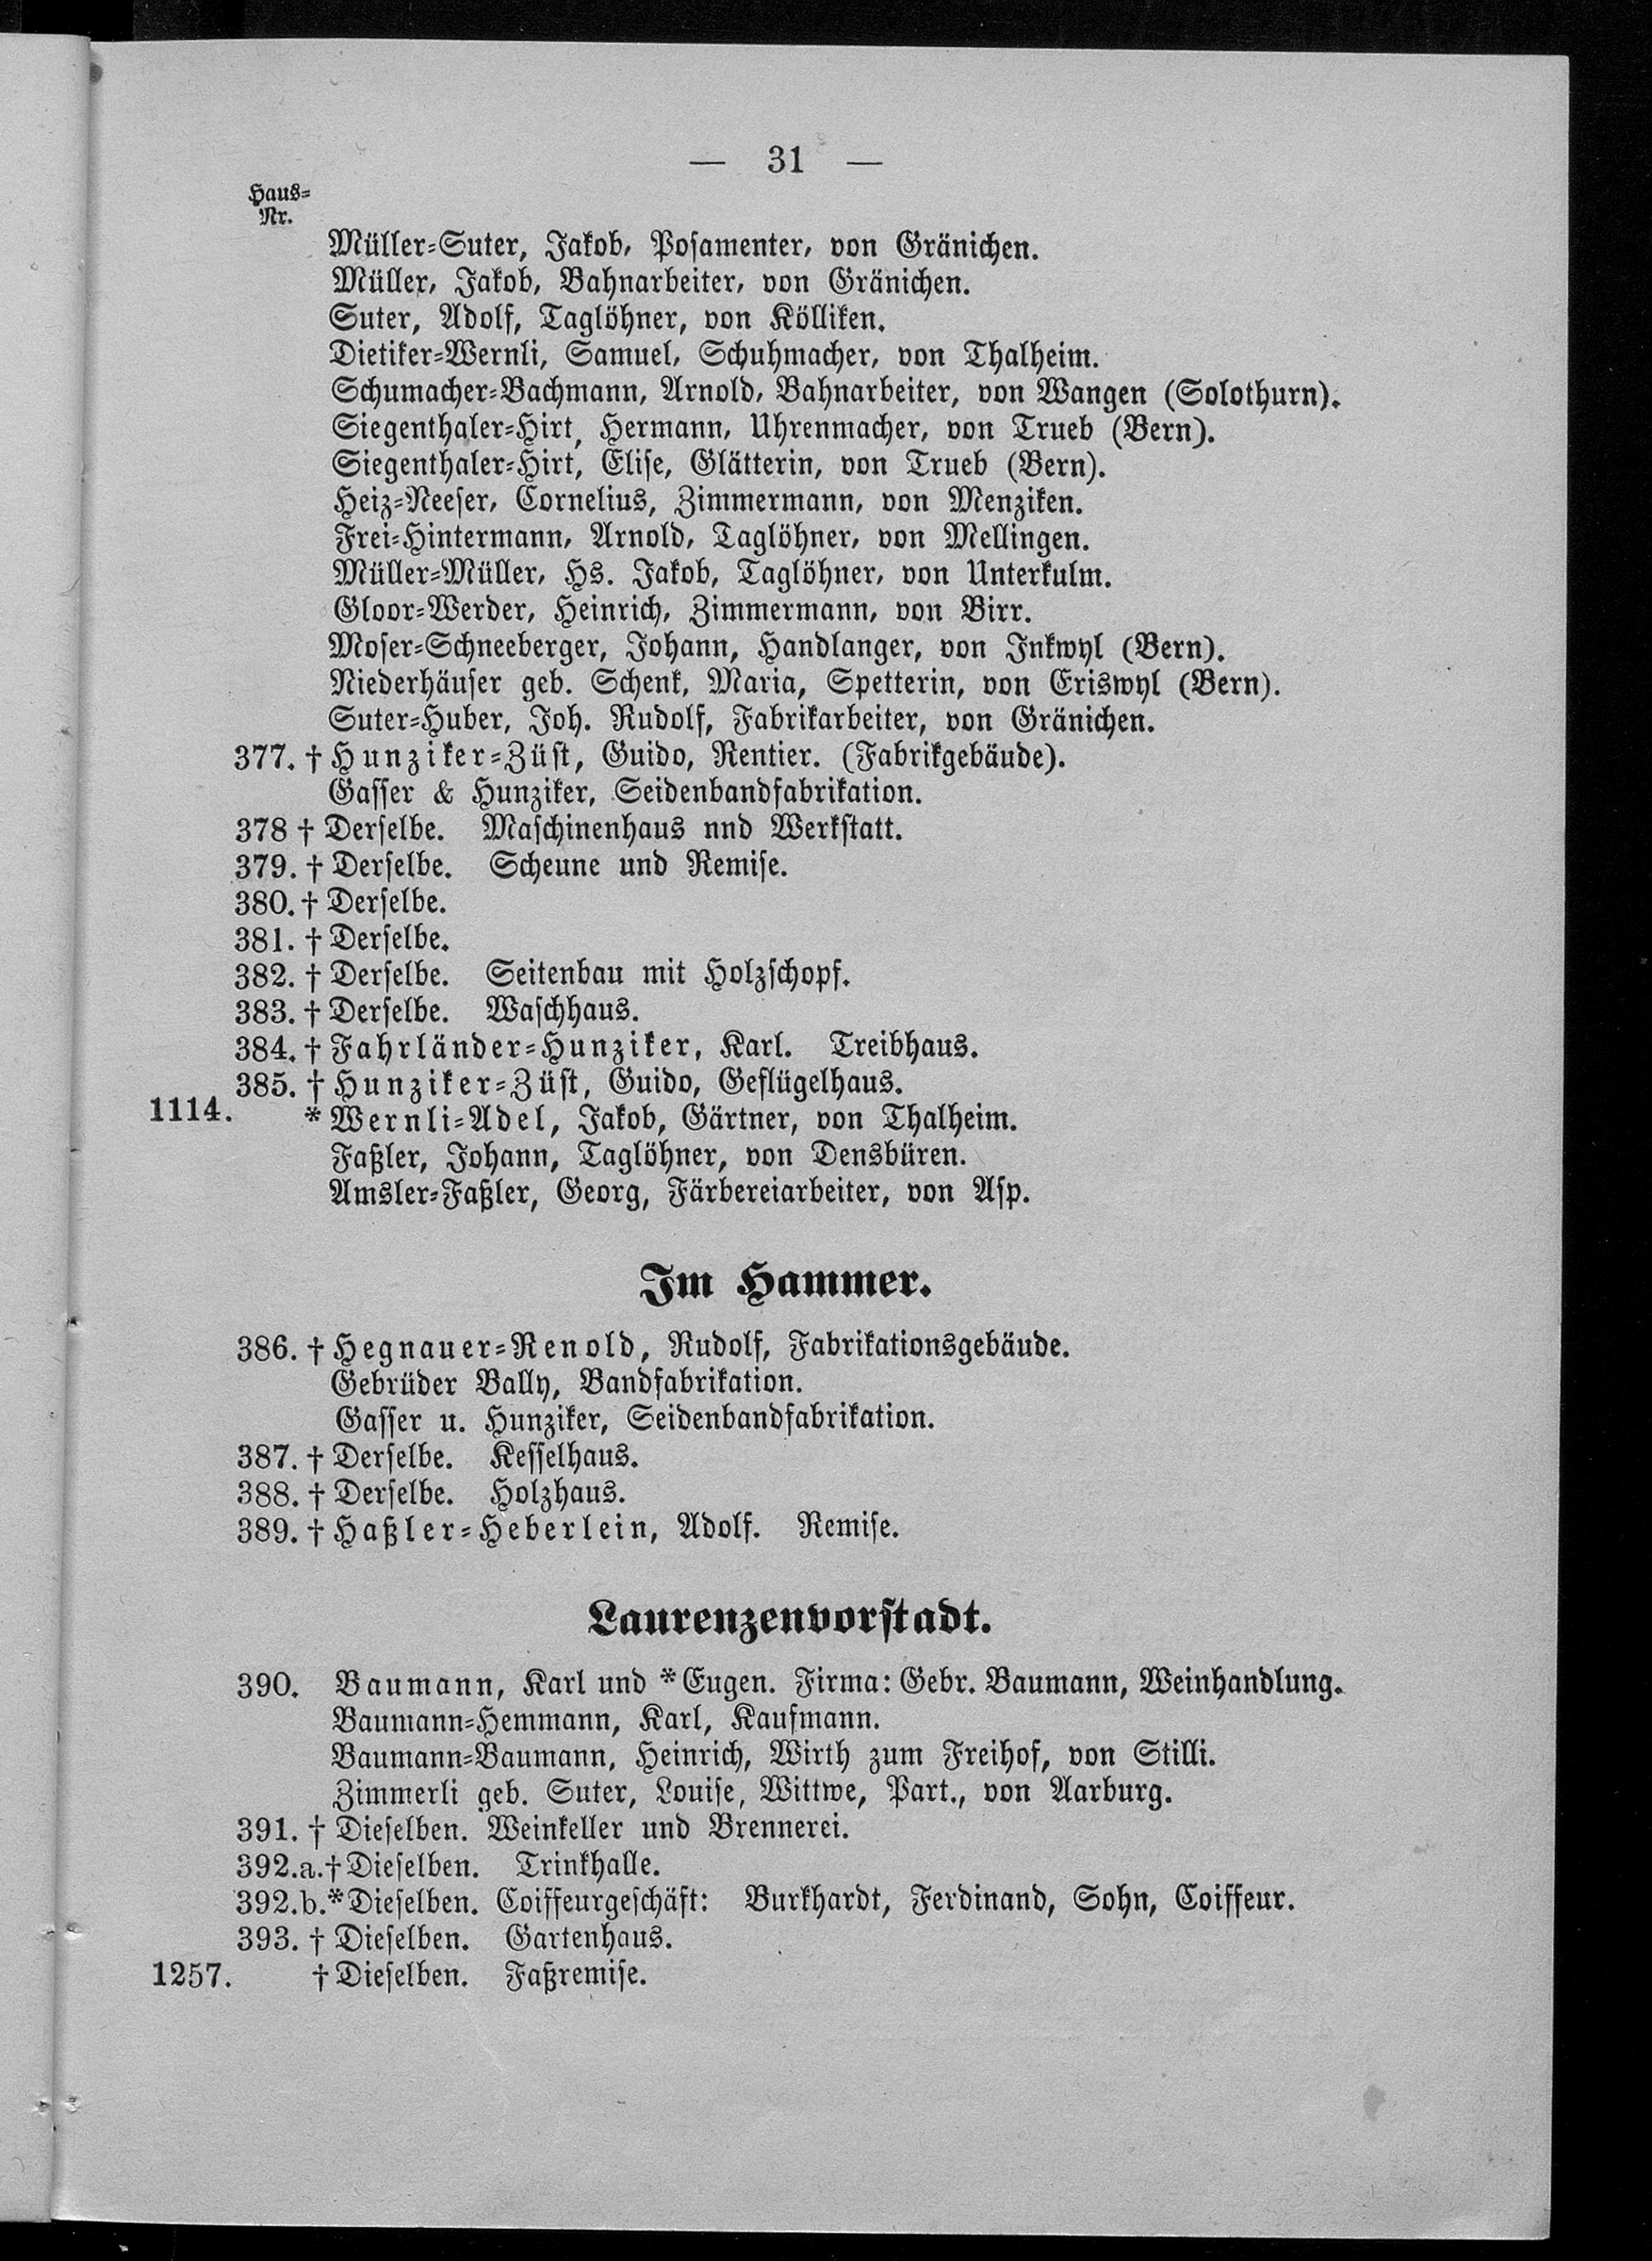 — 31 —
Haus-
Nr.
Müller-Suter, Jakob, Posamenter, von Gränichen.
Müller, Jakob, Bahnarbeiter, von Gränichen.
Suter, Adolf, Taglöhner, von Kölliken.
Dietiker-Wernli, Samuel, Schuhmacher, von Thalheim.
Schumacher-Bachmann, Arnold, Bahnarbeiter, von Wangen (Solothurn).
Siegenthaler-Hirt, Hermann, Uhrenmacher, von Trueb (Bern).
Siegenthaler-Hirt, Elise, Glätterin, von Trueb (Bern).
Heiz-Neeser, Cornelius, Zimmermann, von Menziken.
Frei-Hintermann, Arnold, Taglöhner, von Mellingen.
Müller-Müller, Hs. Jakob, Taglöhner, von Unterkulm.
Gloor-Werder, Heinrich, Zimmermann, von Birr.
Moser-Schneeberger, Johann, Handlanger, von Inkwyl (Bern).
Niederhäuser geb. Schenk, Maria, Spetterin, von Eriswyl (Bern).
Suter-Huber, Joh. Rudolf, Fabrikarbeiter, von Gränichen.
377. † Hunziker-Züst, Guido, Rentier. (Fabrikgebäude).
Gasser & Hunziker, Seidenbandfabrikation.
378 † Derselbe. Maschinenhaus nnd Werkstatt.
379. † Derselbe. Scheune und Remise.
380. † Derselbe.
381. † Derselbe.
382. † Derselbe. Seitenbau mit Holzschopf.
383. † Derselbe. Waschhaus.
384. † Fahrländer-Hunziker, Karl. Treibhaus.
385. † Hunziker-Züst, Guido, Geflügelhaus.
1114. * Wernli-Adel, Jakob, Gärtner, von Thalheim.
Faßler, Johann, Taglöhner, von Densbüren.
Amsler-Faßler, Georg, Färbereiarbeiter, von Asp.
Im Hammer.
386. † Hegnauer-Renold, Rudolf, Fabrikationsgebäude.
Gebrüder Bally, Bandfabrikation.
Gasser u. Hunziker, Seidenbandfabrikation.
387. † Derselbe. Kesselhaus.
388. † Derselbe. Holzhaus.
389. † Haßler-Heberlein, Adolf. Remise.
Laurenzenvorstadt.
390. Baumann, Karl und * Eugen. Firma: Gebr. Baumann, Weinhandlung.
Baumann-Hemmann, Karl, Kaufmann.
Baumann-Baumann, Heinrich, Wirth zum Freihof, von Stilli.
Zimmerli geb. Suter, Louise, Wittwe, Part., von Aarburg.
391. † Dieselben. Weinkeller und Brennerei.
392.a.† Dieselben. Trinkhalle.
392.b.* Dieselben. Coiffeurgeschäft: Burkhardt, Ferdinand, Sohn, Coiffeur.
393. † Dieselben. Gartenhaus.
1257. † Dieselben. Faßremise.